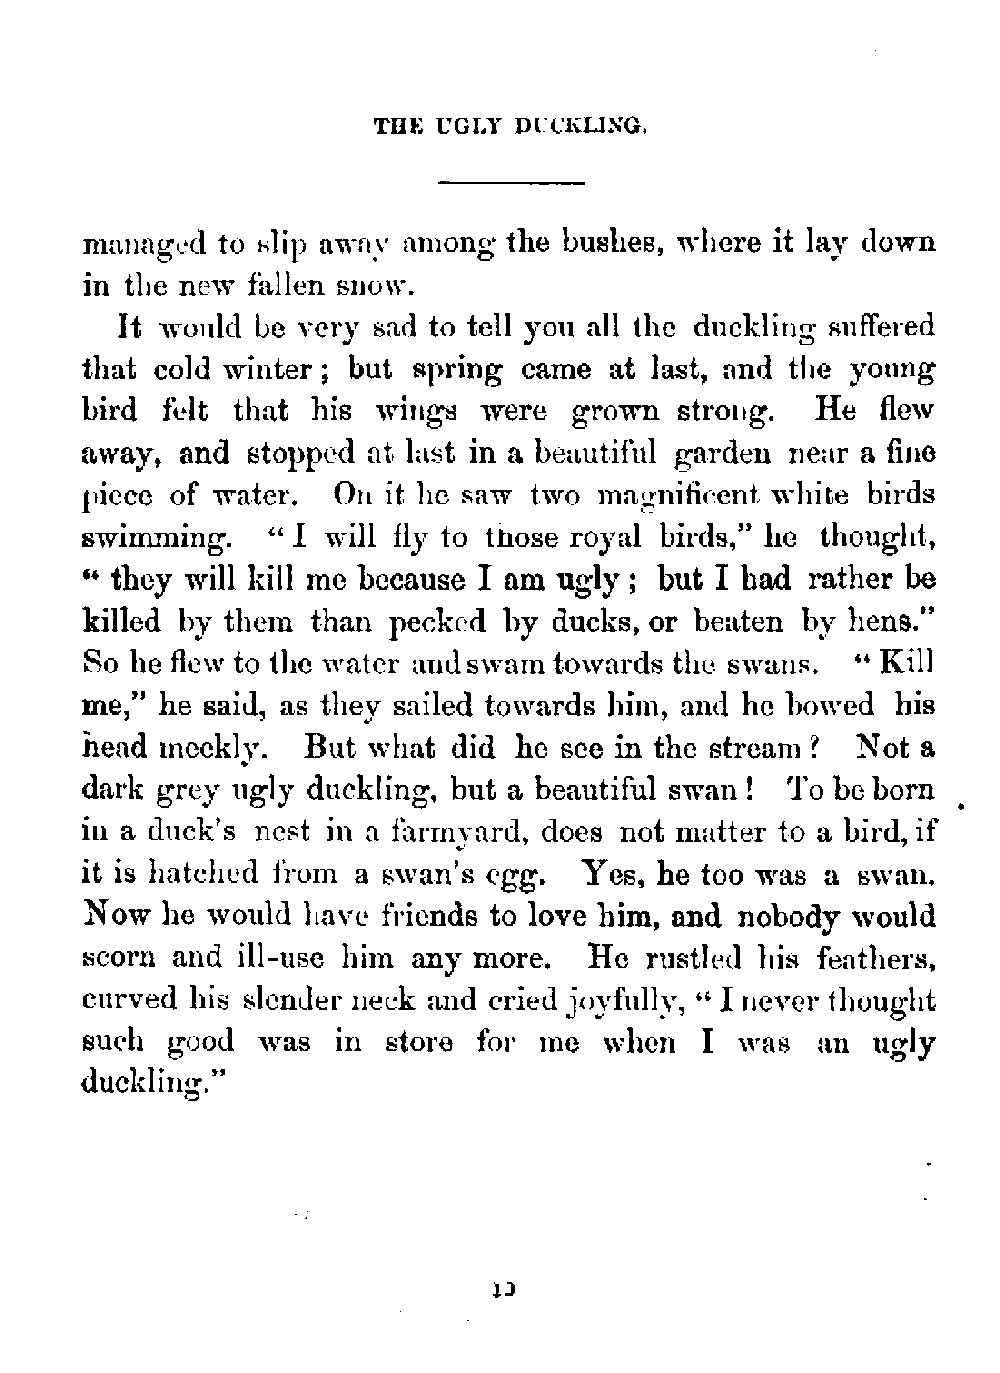 THE UGLY DUCKLING.
managed to slip away among the bushes, where it lay down
in the new fallen snow.
It would be very sad to tell you all the duckling suffered
that cold winter; but spring came at last, and the young
bird felt that his wings were grown strong. He flew
away, and stopped at last in a beautiful garden near a fine
piece of water. On it he saw two magnificent white birds
swimming. "I will fly to those royal birds," he thought,
"they will kill me because I am ugly; but I had rather be
killed by them than pecked by ducks, or beaten by hens."
So he flew to the water and swam towards the swans. "Kill
me," he said, as they sailed towards him, and he bowed his
head meekly. But what did he see in the stream? Not a
dark grey ugly duckling, but a beautiful swan! To be born
in a duck's nest in a farmyard, does not matter to a bird, if
it is hatched from a swan's egg. Yes, he too was a swan.
Now he would have friends to love him, and nobody would
scorn and ill-use him any more. He rustled his feathers,
curved his slender neck and cried joyfully, "I never thought
such good was in store for me when I was an ugly
duckling."